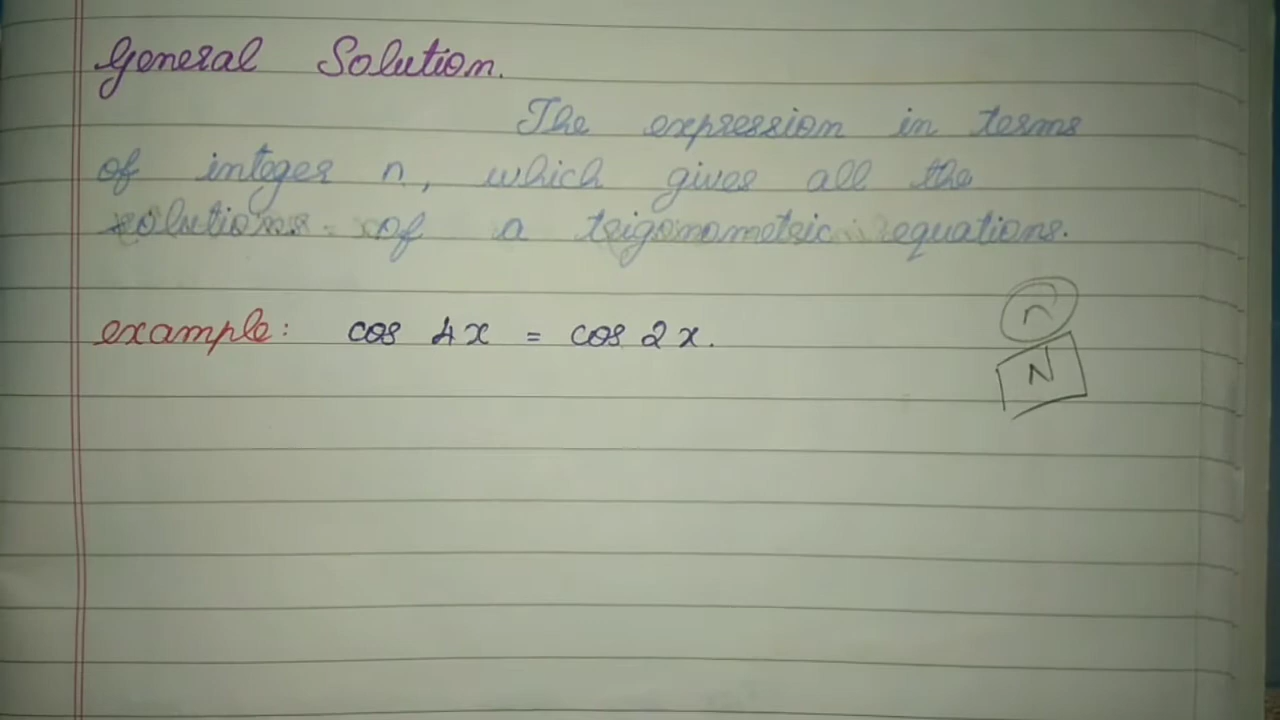 General Solution.
The expression in terms
of integer n, which gives all the
solutions of a trigonometric equations.
example: cos 4x = cos 2x.
n
N